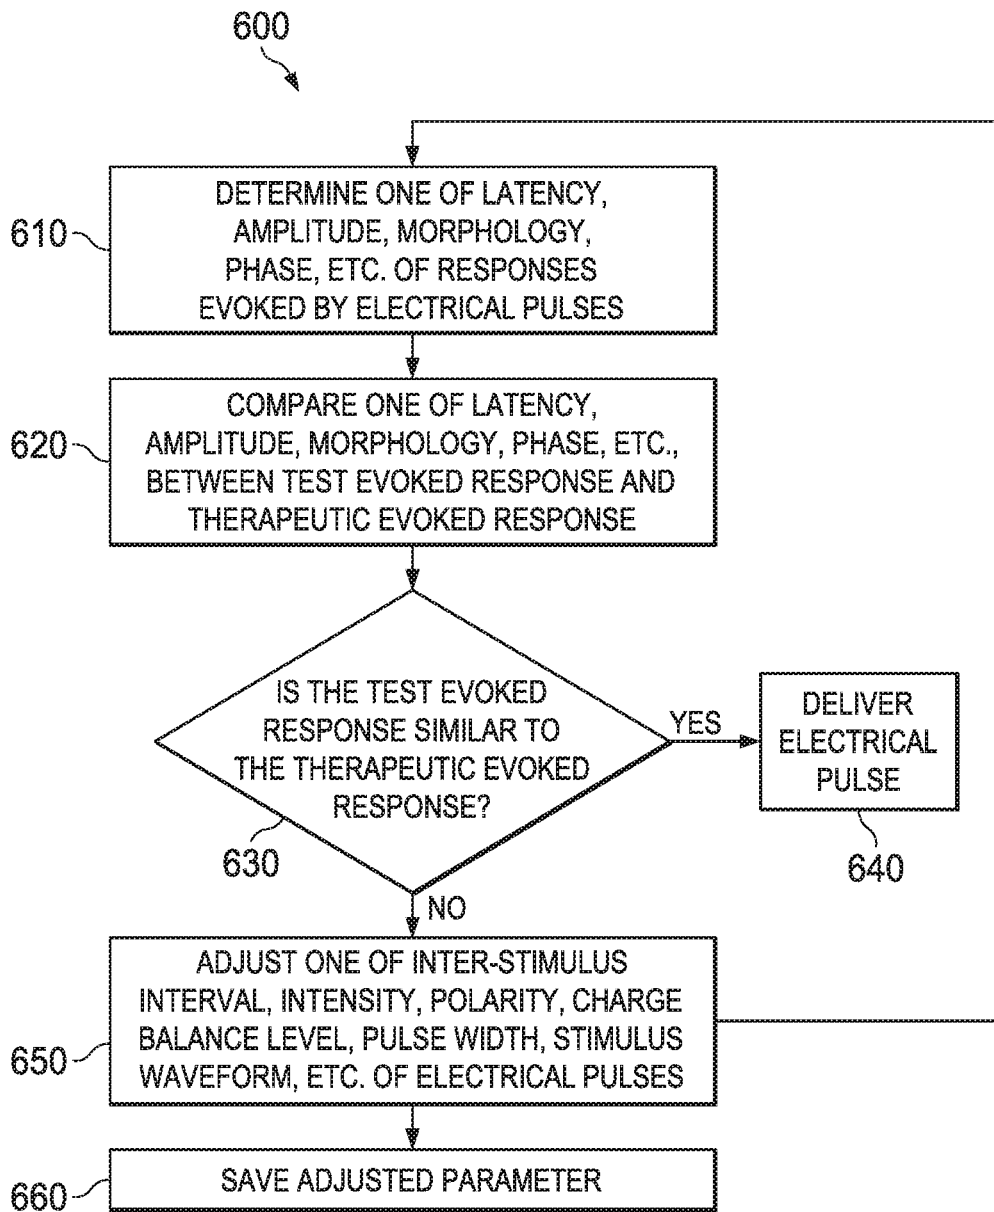 600
610
DETERMINE ONE OF LATENCY,
AMPLITUDE, MORPHOLOGY,
PHASE, ETC. OF RESPONSES
EVOKED BY ELECTRICAL PULSES
620
COMPARE ONE OF LATENCY,
AMPLITUDE, MORPHOLOGY, PHASE, ETC.,
BETWEEN TEST EVOKED RESPONSE AND
THERAPEUTIC EVOKED RESPONSE
IS THE TEST EVOKED
RESPONSE SIMILAR TO
THE THERAPEUTIC EVOKED
RESPONSE?
630
YES
DELIVER
ELECTRICAL
PULSE
640
NO
650
ADJUST ONE OF INTER-STIMULUS
INTERVAL, INTENSITY, POLARITY, CHARGE
BALANCE LEVEL, PULSE WIDTH, STIMULUS
WAVEFORM, ETC. OF ELECTRICAL PULSES
660
SAVE ADJUSTED PARAMETER